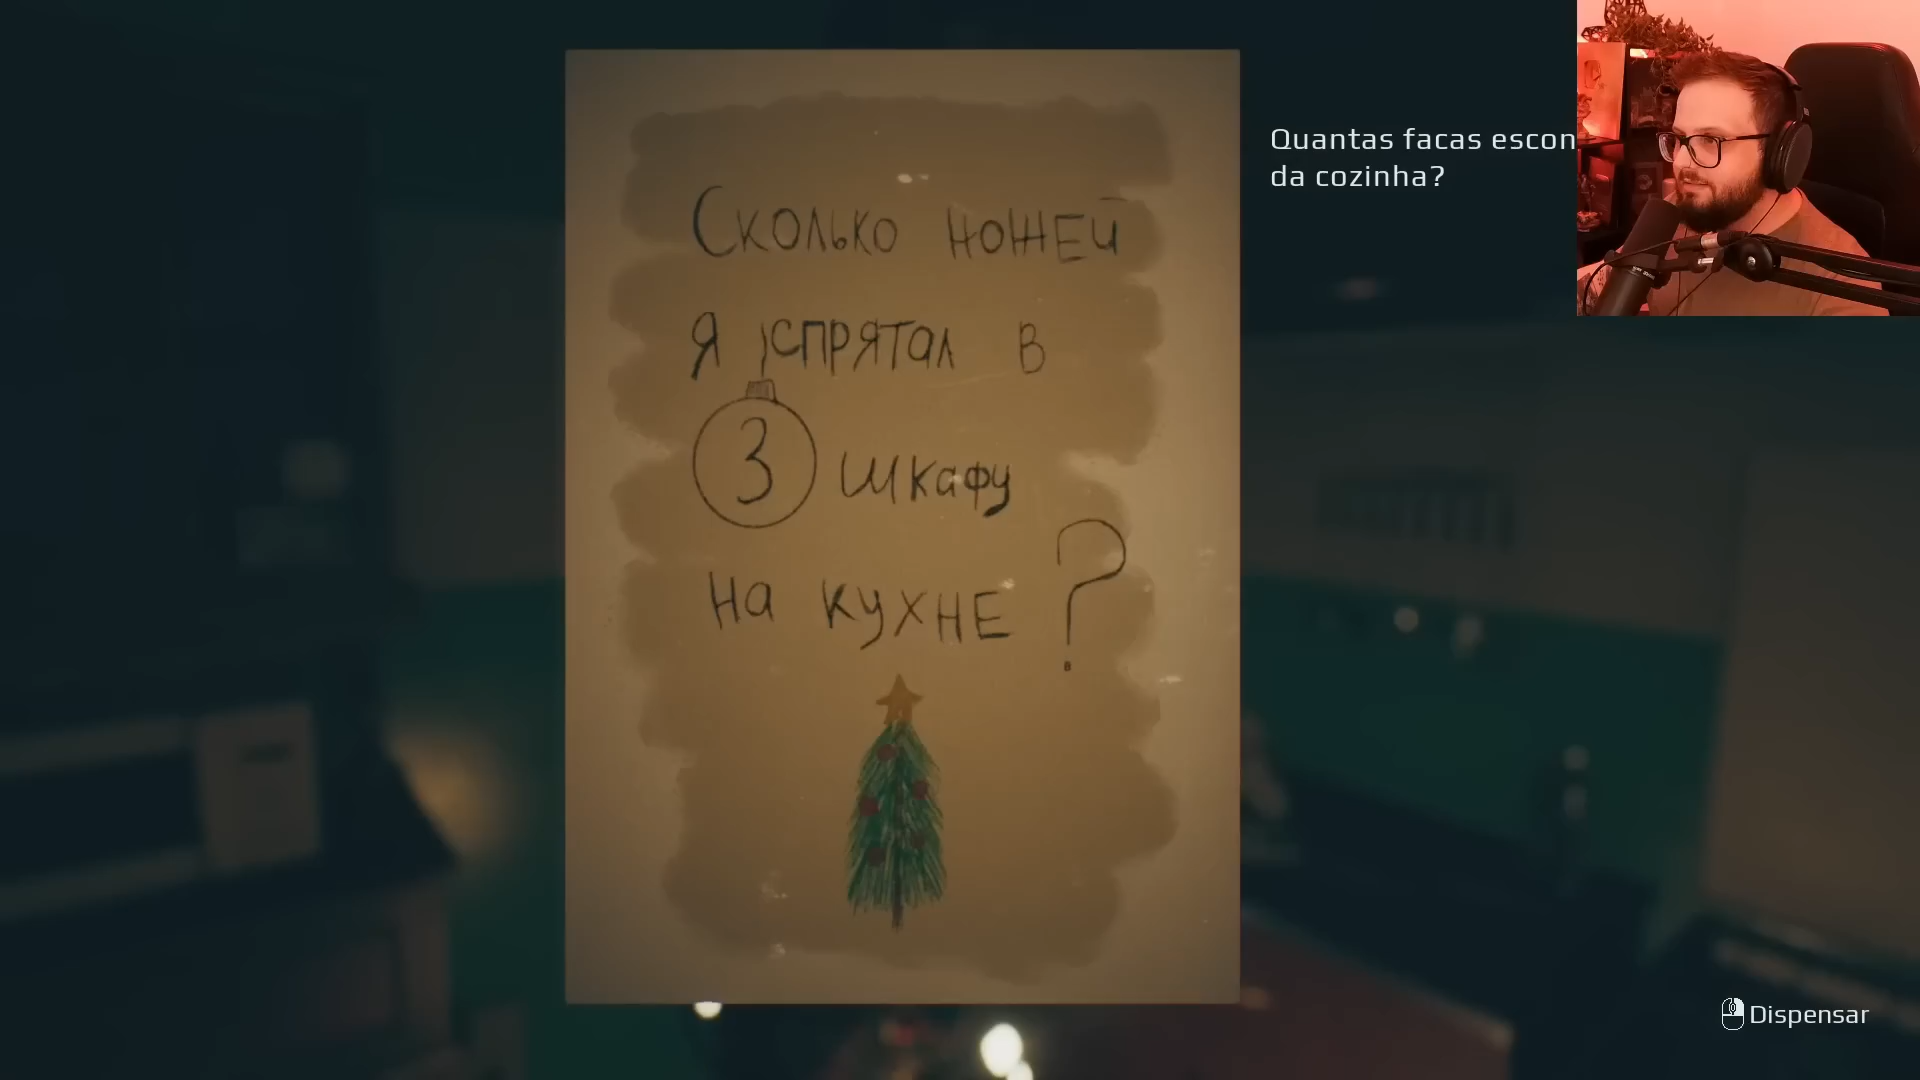 Сколько ножей
я спрятал в
3 шкафу
на кухне?
Quantas facas escon
da cozinha?
Dispensar